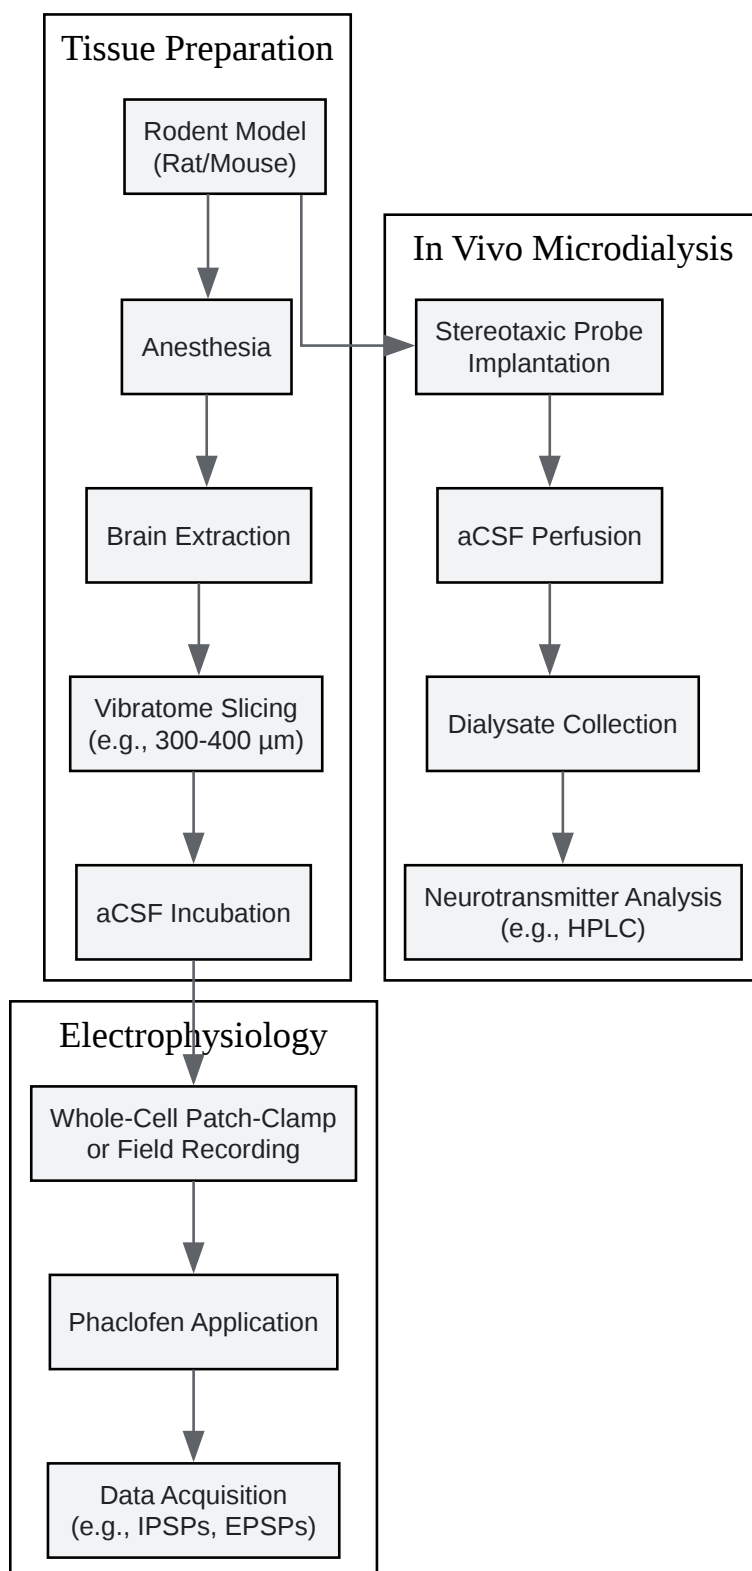 Tissue Preparation
Rodent Model
(Rat/Mouse)
Anesthesia
Brain Extraction
Vibratome Slicing
(e.g., 300-400 µm)
aCSF Incubation
In Vivo Microdialysis
Stereotaxic Probe
Implantation
aCSF Perfusion
Dialysate Collection
Neurotransmitter Analysis
(e.g., HPLC)
Electrophysiology
Whole-Cell Patch-Clamp
or Field Recording
Phaclofen Application
Data Acquisition
(e.g., IPSPs, EPSPs)